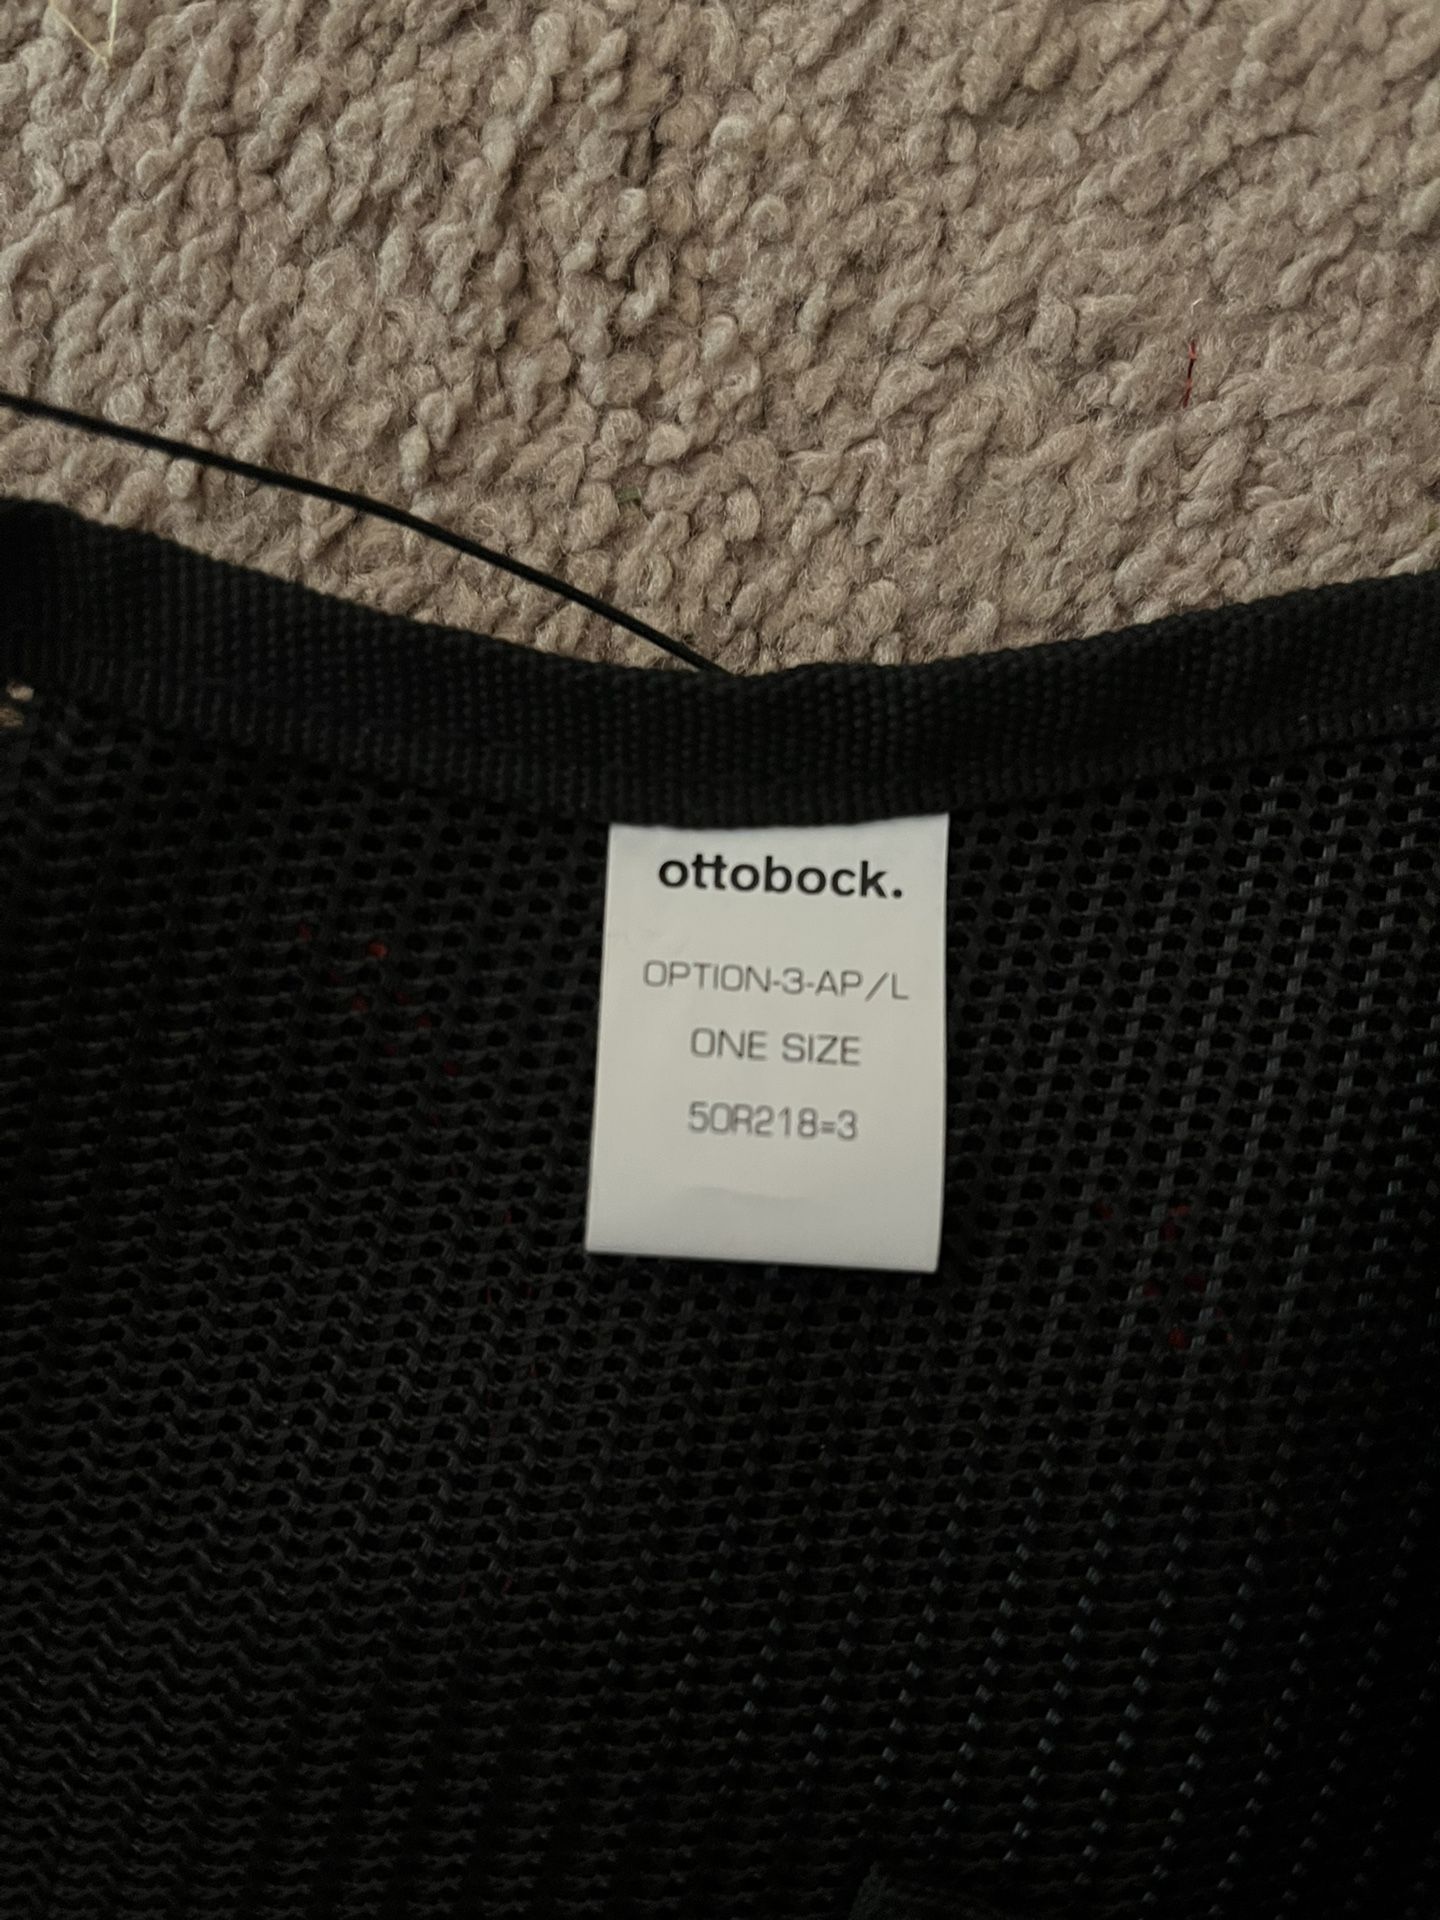 ottobock.
OPTION-3-AP/L
ONE SIZE
50R218=3